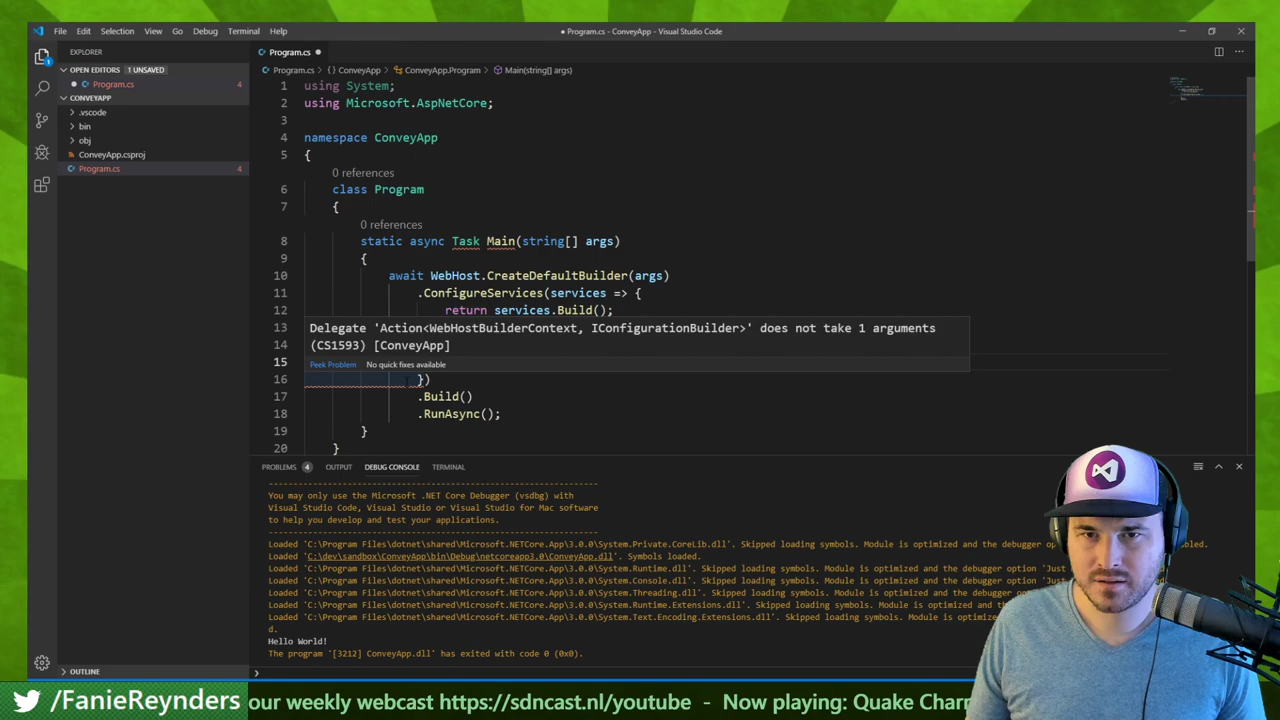 File Edit Selection View Go Debug Terminal Help
● Program.cs - ConveyApp - Visual Studio Code
EXPLORER
OPEN EDITORS 1 UNSAVED
Program.cs 4
CONVEYAPP
.vscode
bin
obj
ConveyApp.csproj
Program.cs 4
OUTLINE
1
Program.cs
Program.cs > {} ConveyApp > ConveyApp.Program > Main(string[] args)
1 using System;
2 using Microsoft.AspNetCore;
3
4 namespace ConveyApp
5 {
0 references
6 class Program
7 {
0 references
8 static async Task Main(string[] args)
9 {
10 await WebHost.CreateDefaultBuilder(args)
11 .ConfigureServices(services => {
12 return services.Build();
13
14
15
Delegate 'Action<WebHostBuilderContext, IConfigurationBuilder>' does not take 1 arguments
(CS1593) [ConveyApp]
Peek Problem No quick fixes available
16 })
17 .Build()
18 .RunAsync();
19 }
20 }
PROBLEMS 4 OUTPUT DEBUG CONSOLE TERMINAL
You may only use the Microsoft .NET Core Debugger (vsdbg) with
Visual Studio Code, Visual Studio or Visual Studio for Mac software
to help you develop and test your applications.
Loaded 'C:\Program Files\dotnet\shared\Microsoft.NETCore.App\3.0.0\System.Private.CoreLib.dll'. Skipped loading symbols. Module is optimized and the debugger enabled.
Loaded 'C:\dev\sandbox\ConveyApp\bin\Debug\netcoreapp3.0\ConveyApp.dll'. Symbols loaded.
Loaded 'C:\Program Files\dotnet\shared\Microsoft.NETCore.App\3.0.0\System.Runtime.dll'. Skipped loading symbols. Module is optimized and the debugger option 'Just
Loaded 'C:\Program Files\dotnet\shared\Microsoft.NETCore.App\3.0.0\System.Console.dll'. Skipped loading symbols. Module is optimized and the debugger option 'Just
Loaded 'C:\Program Files\dotnet\shared\Microsoft.NETCore.App\3.0.0\System.Threading.dll'. Skipped loading symbols. Module is optimized and the debugger
Loaded 'C:\Program Files\dotnet\shared\Microsoft.NETCore.App\3.0.0\System.Runtime.Extensions.dll'. Skipped loading symbols. Module is optimized and the
Loaded 'C:\Program Files\dotnet\shared\Microsoft.NETCore.App\3.0.0\System.Text.Encoding.Extensions.dll'. Skipped loading symbols. Module
d.
Hello World!
The program '[3212] ConveyApp.dll' has exited with code 0 (0x0).
/FanieReynders our weekly webcast https://sdncast.nl/youtube - Now playing: Quake